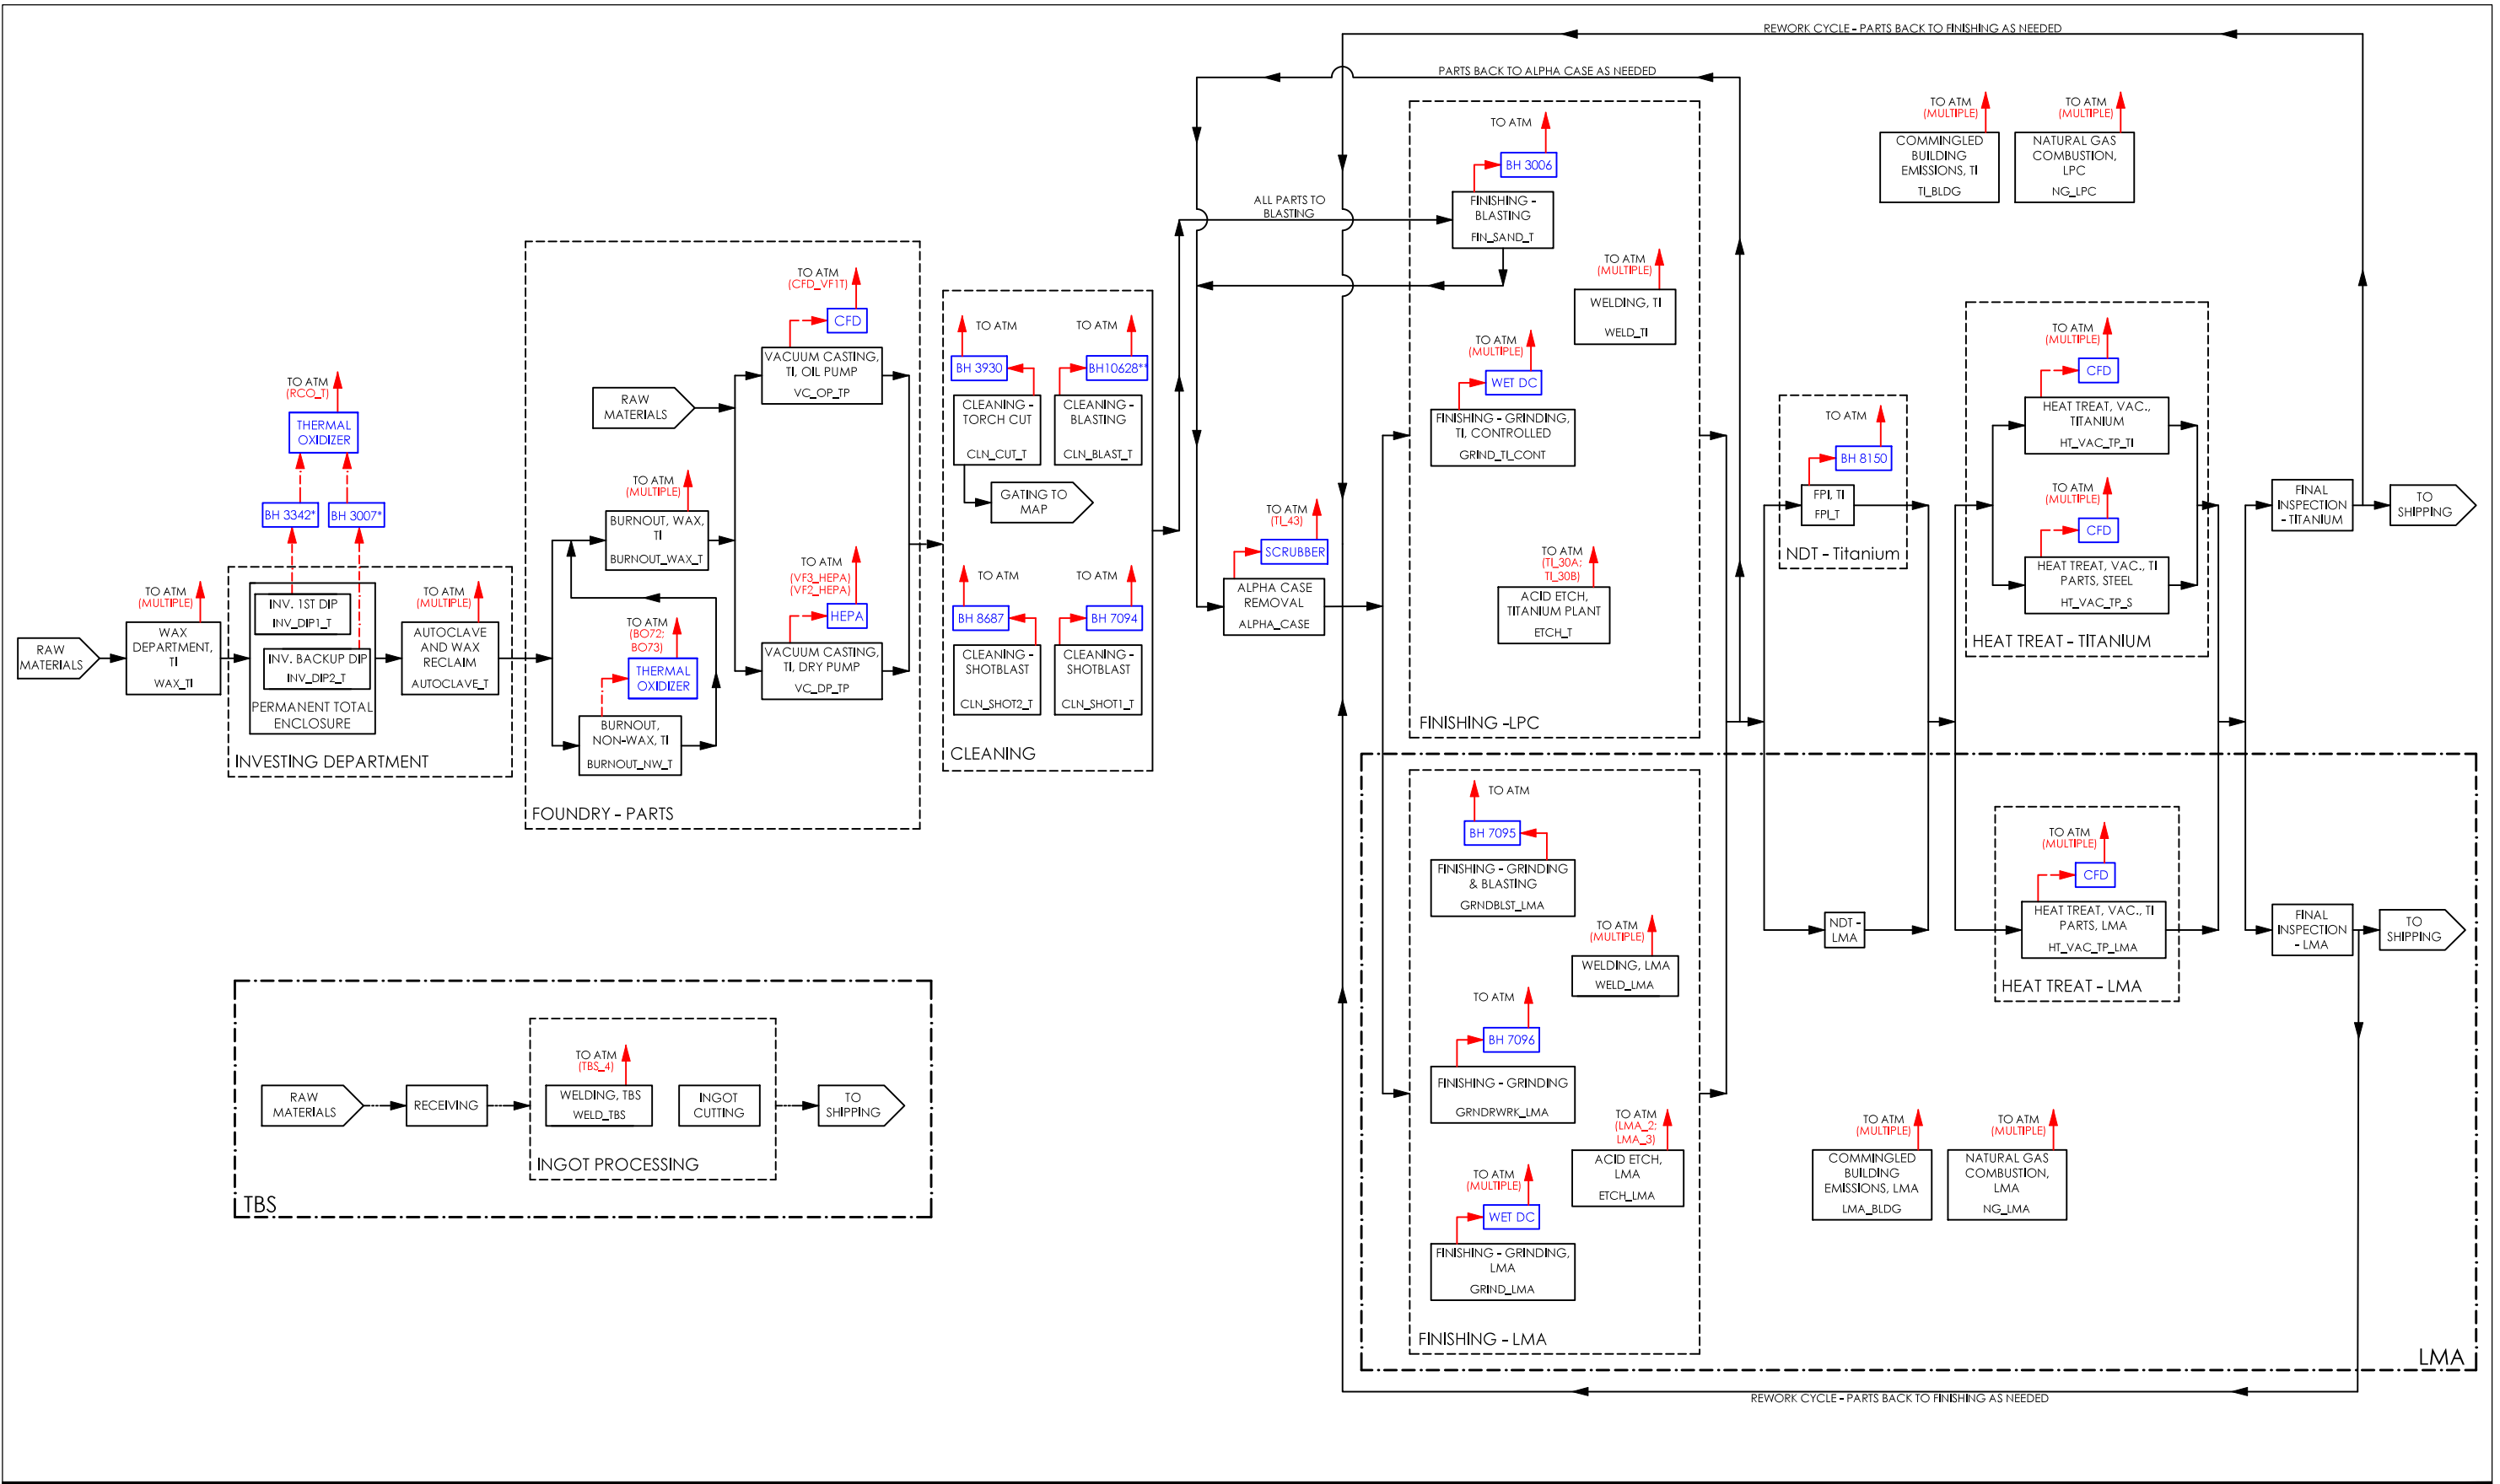 REWORK CYCLE - PARTS BACK TO FINISHING AS NEEDED
PARTS BACK TO ALPHA CASE AS NEEDED
RAW
MATERIALS
TO ATM
(MULTIPLE)
WAX
DEPARTMENT,
TI
WAX_TI
TO ATM
(RCO_T)
THERMAL
OXIDIZER
BH 3342*
BH 3007*
INV. 1ST DIP
INV_DIP1_T
INV. BACKUP DIP
INV_DIP2_T
PERMANENT TOTAL
ENCLOSURE
TO ATM
(MULTIPLE)
AUTOCLAVE
AND WAX
RECLAIM
AUTOCLAVE_T
INVESTING DEPARTMENT
TO ATM
(CFD_VF1T)
CFD
VACUUM CASTING,
TI, OIL PUMP
VC_OP_TP
RAW
MATERIALS
TO ATM
(MULTIPLE)
BURNOUT, WAX,
TI
BURNOUT_WAX_T
TO ATM
(VF3_HEPA)
(VF2_HEPA)
HEPA
VACUUM CASTING,
TI, DRY PUMP
VC_DP_TP
TO ATM
(BO72;
BO73)
THERMAL
OXIDIZER
BURNOUT,
NON-WAX, TI
BURNOUT_NW_T
FOUNDRY - PARTS
TO ATM
BH 3930
CLEANING -
TORCH CUT
CLN_CUT_T
TO ATM
BH10628**
CLEANING -
BLASTING
CLN_BLAST_T
GATING TO
MAP
TO ATM
BH 8687
CLEANING -
SHOTBLAST
CLN_SHOT2_T
TO ATM
BH 7094
CLEANING -
SHOTBLAST
CLN_SHOT1_T
CLEANING
ALL PARTS TO
BLASTING
TO ATM
(TI_43)
SCRUBBER
ALPHA CASE
REMOVAL
ALPHA_CASE
TO ATM
BH 3006
FINISHING -
BLASTING
FIN_SAND_T
TO ATM
(MULTIPLE)
WELDING, TI
WELD_TI
TO ATM
(MULTIPLE)
WET DC
FINISHING - GRINDING,
TI, CONTROLLED
GRIND_TI_CONT
TO ATM
(TI_30A;
TI_30B)
ACID ETCH,
TITANIUM PLANT
ETCH_T
FINISHING -LPC
TO ATM
(MULTIPLE)
COMMINGLED
BUILDING
EMISSIONS, TI
TI_BLDG
TO ATM
(MULTIPLE)
NATURAL GAS
COMBUSTION,
LPC
NG_LPC
TO ATM
BH 8150
FPI, TI
FPI_T
NDT - Titanium
TO ATM
(MULTIPLE)
CFD
HEAT TREAT, VAC.,
TITANIUM
HT_VAC_TP_TI
TO ATM
(MULTIPLE)
CFD
HEAT TREAT, VAC., TI
PARTS, STEEL
HT_VAC_TP_S
HEAT TREAT - TITANIUM
FINAL
INSPECTION
- TITANIUM
TO
SHIPPING
TO ATM
BH 7095
FINISHING - GRINDING
& BLASTING
GRNDBLST_LMA
TO ATM
(MULTIPLE)
WELDING, LMA
WELD_LMA
TO ATM
BH 7096
FINISHING - GRINDING
GRNDRWRK_LMA
TO ATM
(LMA_2;
LMA_3)
ACID ETCH,
LMA
ETCH_LMA
TO ATM
(MULTIPLE)
WET DC
FINISHING - GRINDING,
LMA
GRIND_LMA
FINISHING - LMA
NDT -
LMA
TO ATM
(MULTIPLE)
CFD
HEAT TREAT, VAC., TI
PARTS, LMA
HT_VAC_TP_LMA
HEAT TREAT - LMA
FINAL
INSPECTION
- LMA
TO
SHIPPING
TO ATM
(MULTIPLE)
COMMINGLED
BUILDING
EMISSIONS, LMA
LMA_BLDG
TO ATM
(MULTIPLE)
NATURAL GAS
COMBUSTION,
LMA
NG_LMA
LMA
REWORK CYCLE - PARTS BACK TO FINISHING AS NEEDED
RAW
MATERIALS
RECEIVING
TO ATM
(TBS_4)
WELDING, TBS
WELD_TBS
INGOT
CUTTING
TO
SHIPPING
INGOT PROCESSING
TBS